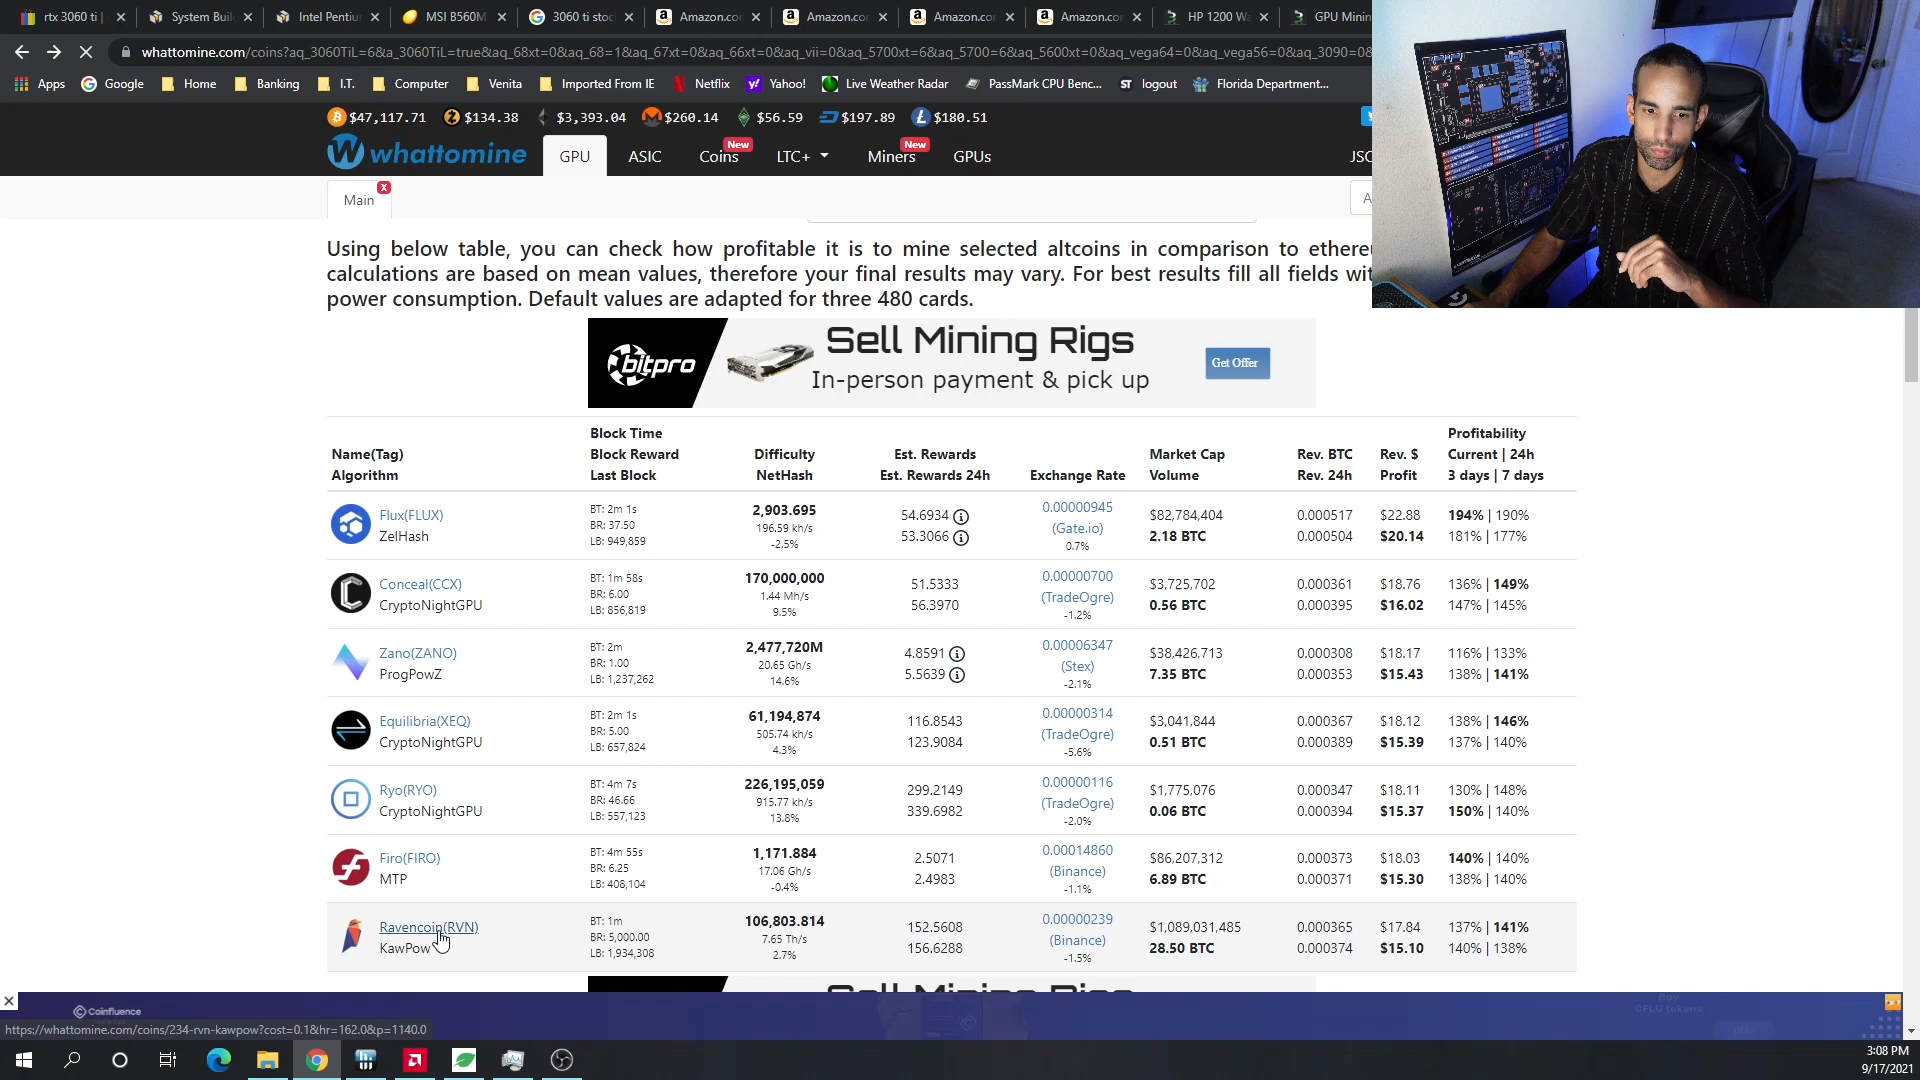 rtx 3060 ti |
System Buil
Intel Pentiu
MSI B560M
3060 ti stoc
Amazon.co
Amazon.co
Amazon.co
Amazon.co
HP 1200 Wa
GPU Minin
whattomine.com/coins?aq_3060TiL=6&a_3060TiL=true&aq_68xt=0&aq_68=1&aq_67xt=0&aq_66xt=0&aq_vii=0&aq_5700xt=6&aq_5700=6&aq_5600xt=0&aq_vega64=0&aq_vega56=0&aq_3090=0&
Apps
Google
Home
Banking
I.T.
Computer
Venita
Imported From IE
Netflix
Yahoo!
Live Weather Radar
PassMark CPU Benc...
ST logout
Florida Department...
$47,117.71 $134.38 $3,393.04 $260.14 $56.59 $197.89 $180.51
whattomine
GPU
ASIC
Coins New
LTC+
Miners New
GPUs
JSO
Main x
A
Using below table, you can check how profitable it is to mine selected altcoins in comparison to ethereu
calculations are based on mean values, therefore your final results may vary. For best results fill all fields wit
power consumption. Default values are adapted for three 480 cards.
bitpro
Sell Mining Rigs
In-person payment & pick up
Get Offer
Name(Tag)
Algorithm
Block Time
Block Reward
Last Block
Difficulty
NetHash
Est. Rewards
Est. Rewards 24h
Exchange Rate
Market Cap
Volume
Rev. BTC
Rev. 24h
Rev. $
Profit
Profitability
Current | 24h
3 days | 7 days
Flux(FLUX)
ZelHash
BT: 2m 1s
BR: 37.50
LB: 949,859
2,903.695
196.59 kh/s
-2.5%
54.6934
53.3066
0.00000945
(Gate.io)
0.7%
$82,784,404
2.18 BTC
0.000517
0.000504
$22.88
$20.14
194% | 190%
181% | 177%
Conceal(CCX)
CryptoNightGPU
BT: 1m 58s
BR: 6.00
LB: 856,819
170,000,000
1.44 Mh/s
9.5%
51.5333
56.3970
0.00000700
(TradeOgre)
-1.2%
$3,725,702
0.56 BTC
0.000361
0.000395
$18.76
$16.02
136% | 149%
147% | 145%
Zano(ZANO)
ProgPowZ
BT: 2m
BR: 1.00
LB: 1,237,262
2,477,720M
20.65 Gh/s
14.6%
4.8591
5.5639
0.00006347
(Stex)
-2.1%
$38,426,713
7.35 BTC
0.000308
0.000353
$18.17
$15.43
116% | 133%
138% | 141%
Equilibria(XEQ)
CryptoNightGPU
BT: 2m 1s
BR: 5.00
LB: 657,824
61,194,874
505.74 kh/s
4.3%
116.8543
123.9084
0.00000314
(TradeOgre)
-5.6%
$3,041,844
0.51 BTC
0.000367
0.000389
$18.12
$15.39
138% | 146%
137% | 140%
Ryo(RYO)
CryptoNightGPU
BT: 4m 7s
BR: 46.66
LB: 557,123
226,195,059
915.77 kh/s
13.8%
299.2149
339.6982
0.00000116
(TradeOgre)
-2.0%
$1,775,076
0.06 BTC
0.000347
0.000394
$18.11
$15.37
130% | 148%
150% | 140%
Firo(FIRO)
MTP
BT: 4m 55s
BR: 6.25
LB: 408,104
1,171.884
17.06 Gh/s
-0.4%
2.5071
2.4983
0.00014860
(Binance)
-1.1%
$86,207,312
6.89 BTC
0.000373
0.000371
$18.03
$15.30
140% | 140%
138% | 140%
Ravencoin(RVN)
KawPow
BT: 1m
BR: 5,000.00
LB: 1,934,308
106,803.814
7.65 Th/s
2.7%
152.5608
156.6288
0.00000239
(Binance)
-1.5%
$1,089,031,485
28.50 BTC
0.000365
0.000374
$17.84
$15.10
137% | 141%
140% | 138%
Sell Mining Rigs
Coinfluence
Buy
CFLU tokens
https://whattomine.com/coins/234-rvn-kawpow?cost=0.1&hr=162.0&p=1140.0
3:08 PM
9/17/2021